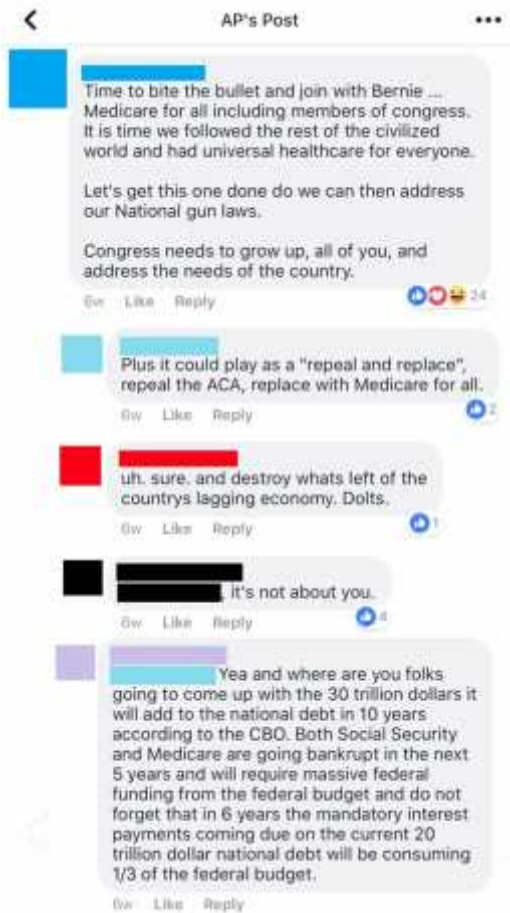 AP's Post
Time to bite the bullet and join with Bernie ...
Medicare for all including members of congress.
It is time we followed the rest of the civilized
world and had universal healthcare for everyone.
Let's get this one done do we can then address
our National gun laws.
Congress needs to grow up, all of you, and
address the needs of the country.
6w Like Reply 24
Plus it could play as a "repeal and replace",
repeal the ACA, replace with Medicare for all.
6w Like Reply 2
uh. sure. and destroy whats left of the
countrys lagging economy. Dolts.
6w Like Reply 1
, it's not about you.
6w Like Reply 4
Yea and where are you folks
going to come up with the 30 trillion dollars it
will add to the national debt in 10 years
according to the CBO. Both Social Security
and Medicare are going bankrupt in the next
5 years and will require massive federal
funding from the federal budget and do not
forget that in 6 years the mandatory interest
payments coming due on the current 20
trillion dollar national debt will be consuming
1/3 of the federal budget.
6w Like Reply